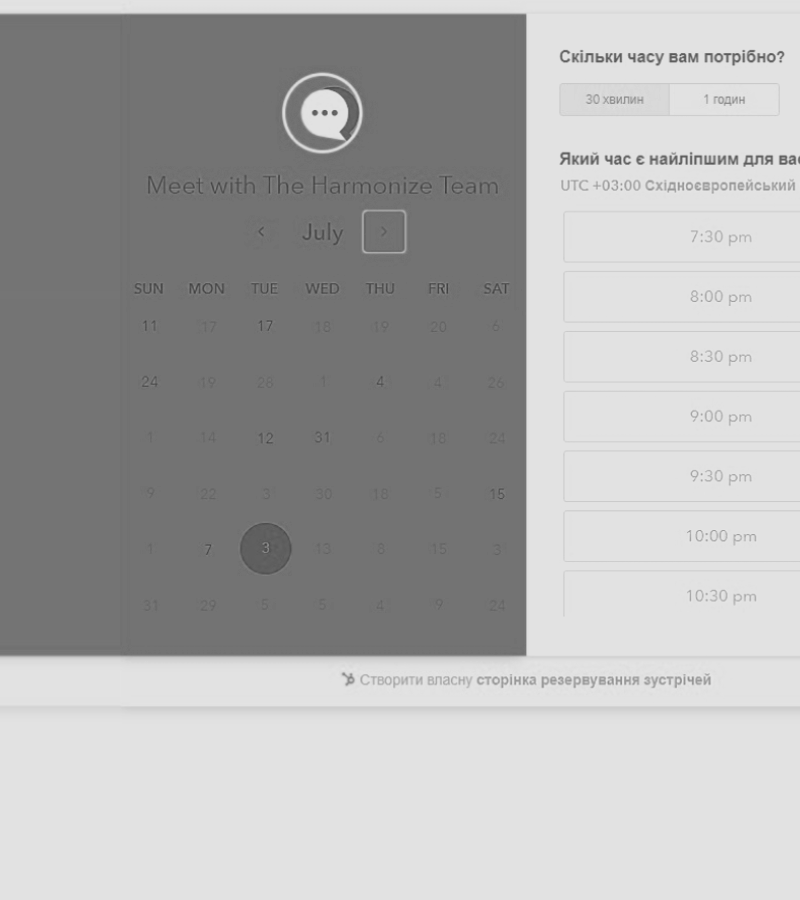 Meet with The Harmonize Team
July
SUN MON TUE WED THU FRI SAT
11 17 17 18 19 20 6
24 19 28 1 4 4 26
1 14 12 31 6 18 24
9 22 3 30 18 5 15
1 7 3 13 8 15 3
31 29 5 5 4 9 24
Скільки часу вам потрібно?
30 хвилин 1 годин
Який час є найліпшим для вас
UTC +03:00 Східноєвропейський
7:30 pm
8:00 pm
8:30 pm
9:00 pm
9:30 pm
10:00 pm
10:30 pm
Створити власну сторінка резервування зустрічей